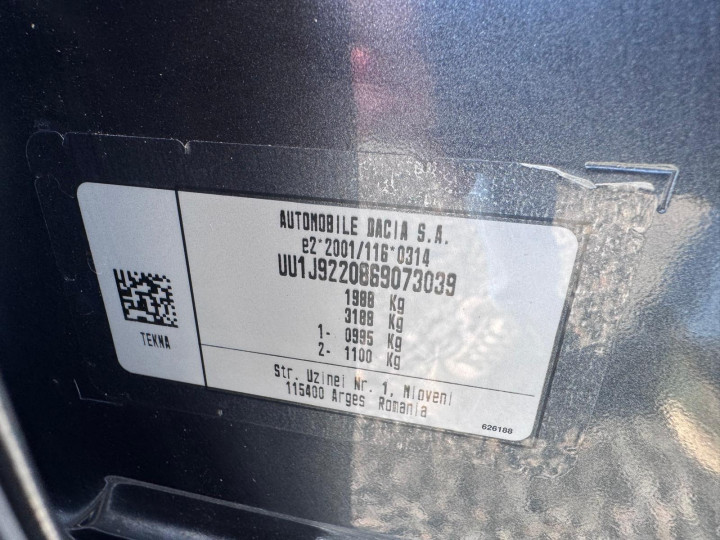 AUTOMOBILE DACIA S.A.
e2*2001/116*0314
UU1J9220869073039
1988 Kg
3188 Kg
1- 0995 Kg
2- 1100 Kg
TEKNA
Str. Uzinei Nr. 1, Mioveni
115400 Arges Romania
626188